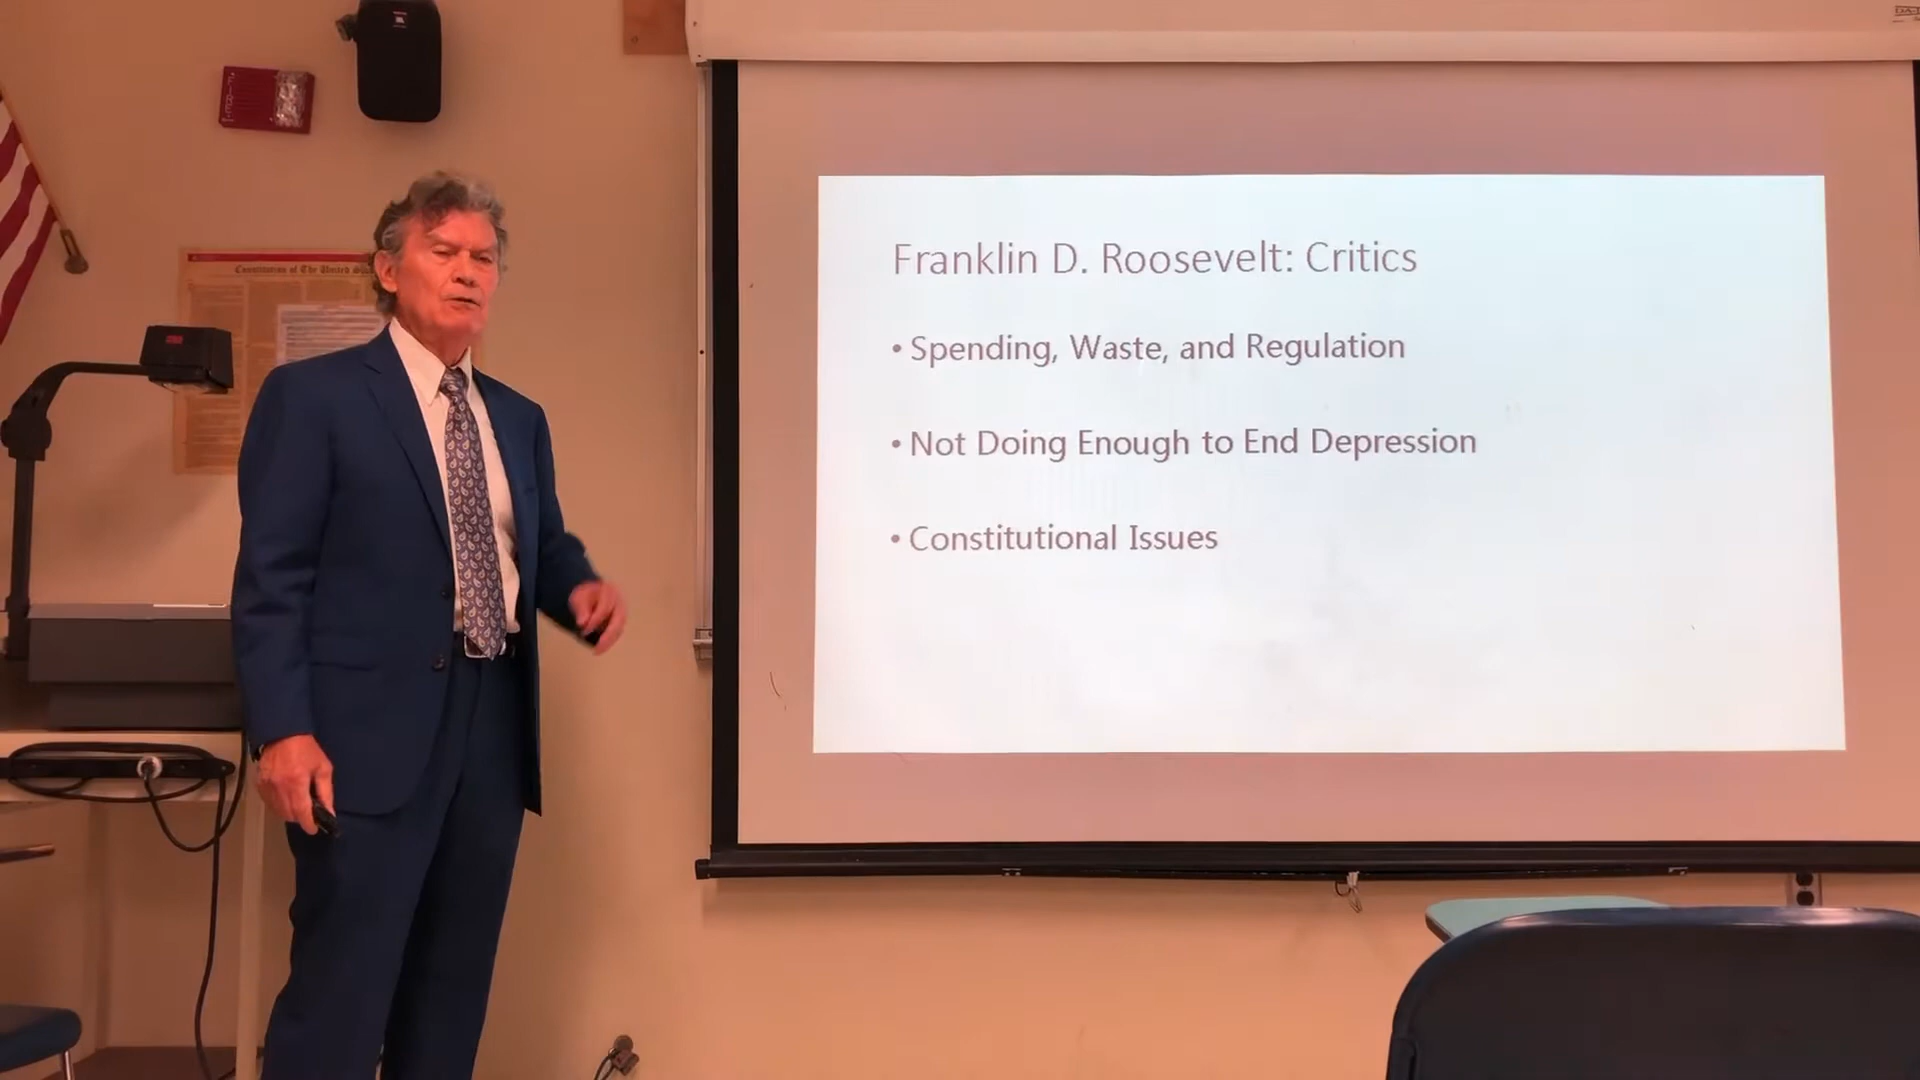 FIRE
Constitution of The United
Franklin D. Roosevelt: Critics
• Spending, Waste, and Regulation
• Not Doing Enough to End Depression
• Constitutional Issues